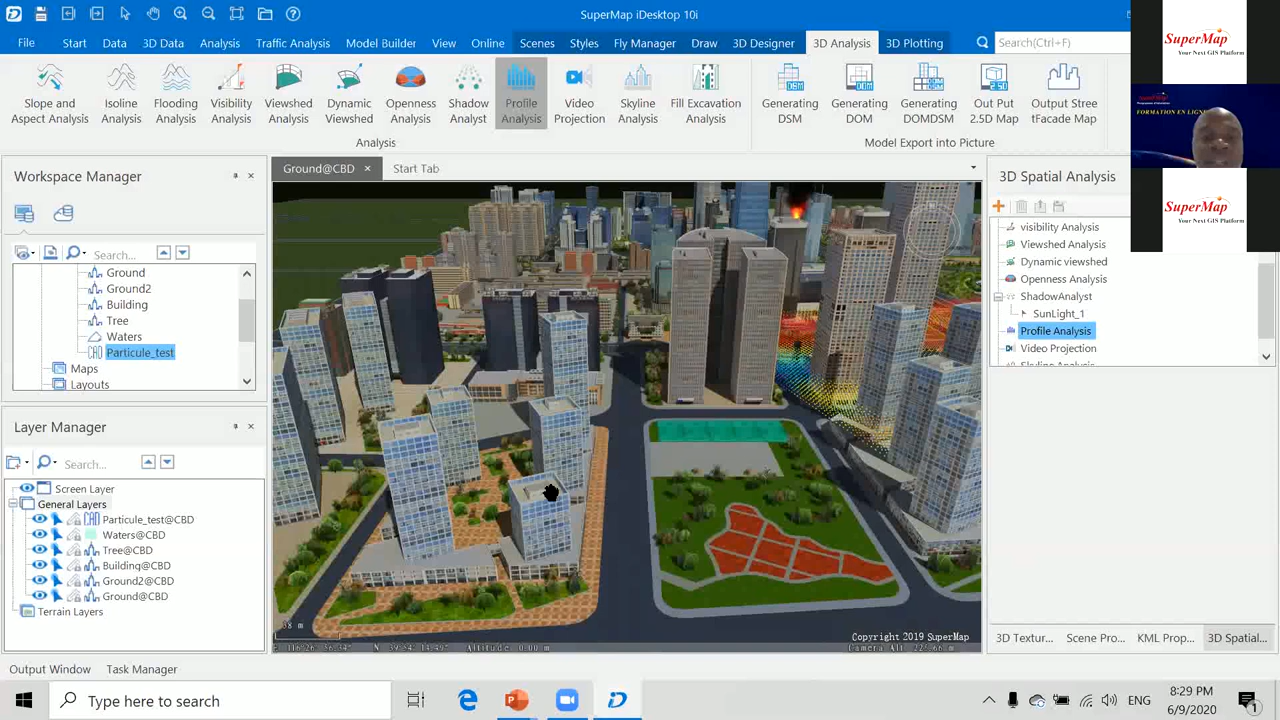 SuperMap iDesktop 10i
File
Start
Data
3D Data
Analysis
Traffic Analysis
Model Builder
View
Online
Scenes
Styles
Fly Manager
Draw
3D Designer
3D Analysis
3D Plotting
Search(Ctrl+F)
SuperMap
Your Next GIS Platform
Slope and
Aspect Analysis
Isoline
Analysis
Flooding
Analysis
Visibility
Analysis
Viewshed
Analysis
Dynamic
Viewshed
Openness
Analysis
Shadow
Analyst
Profile
Analysis
Video
Projection
Skyline
Analysis
Fill Excavation
Analysis
Generating
DSM
Generating
DOM
Generating
DOMDSM
Out Put
2.5D Map
Output Stree
tFacade Map
Analysis
Model Export into Picture
FORMATION EN LIGNE
SuperMap
Your Next GIS Platform
Workspace Manager
Search...
Ground
Ground2
Building
Tree
Waters
Particule_test
Maps
Layouts
Layer Manager
Search...
Screen Layer
General Layers
Particule_test@CBD
Waters@CBD
Tree@CBD
Building@CBD
Ground2@CBD
Ground@CBD
Terrain Layers
Ground@CBD
Start Tab
Copyright 2019 SuperMap
Altitude 0.00 m
Camera Alt
3D Spatial Analysis
visibility Analysis
Viewshed Analysis
Dynamic viewshed
Openness Analysis
ShadowAnalyst
SunLight_1
Profile Analysis
Video Projection
Skyline Analysis
3D Textur...
Scene Pro...
KML Prop...
3D Spatial...
Output Window
Task Manager
Type here to search
ENG
8:29 PM
6/9/2020